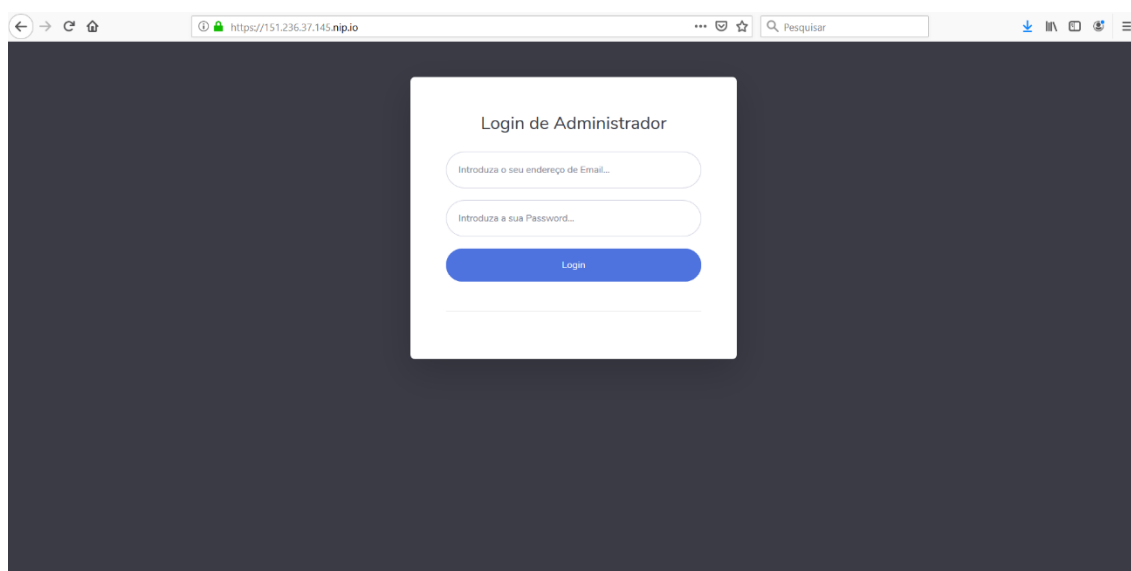 https://151.236.37.145.nip.io
Pesquisar
Login de Administrador
Introduza o seu endereço de Email...
Introduza a sua Password...
Login